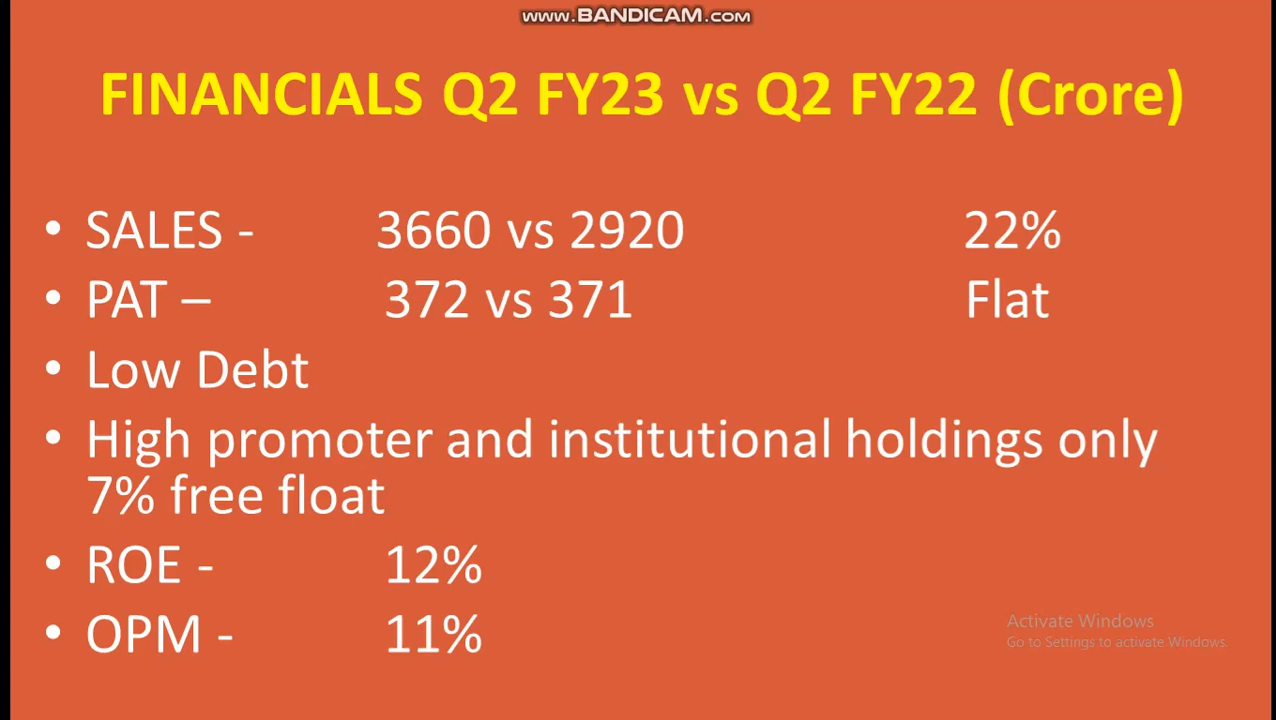 www.BANDICAM.com
FINANCIALS Q2 FY23 vs Q2 FY22 (Crore)
• SALES - 3660 vs 2920 22%
• PAT – 372 vs 371 Flat
• Low Debt
• High promoter and institutional holdings only
7% free float
• ROE - 12%
• OPM - 11%
Activate Windows
Go to Settings to activate Windows.